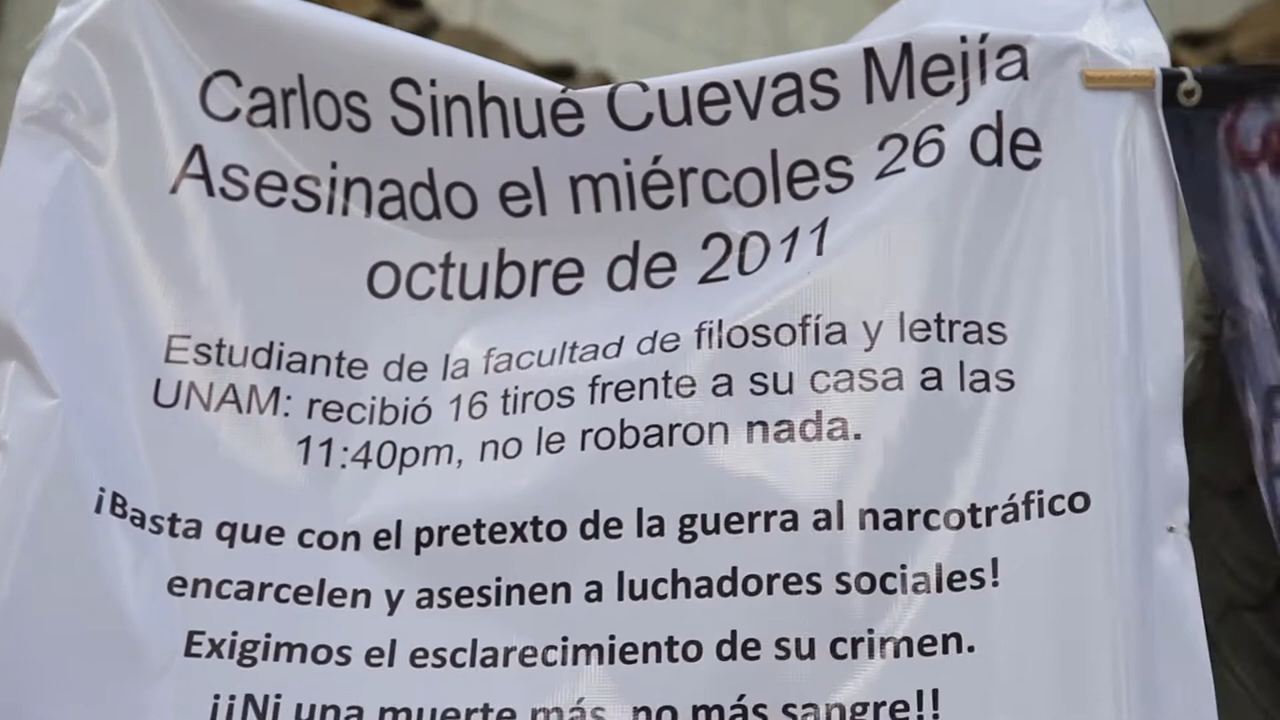 Carlos Sinhué Cuevas Mejía
Asesinado el miércoles 26 de
octubre de 2011
Estudiante de la facultad de filosofía y letras
UNAM: recibió 16 tiros frente a su casa a las
11:40pm, no le robaron nada.
¡Basta que con el pretexto de la guerra al narcotráfico
encarcelen y asesinen a luchadores sociales!
Exigimos el esclarecimiento de su crimen.
¡¡Ni una muerte más, no más sangre!!